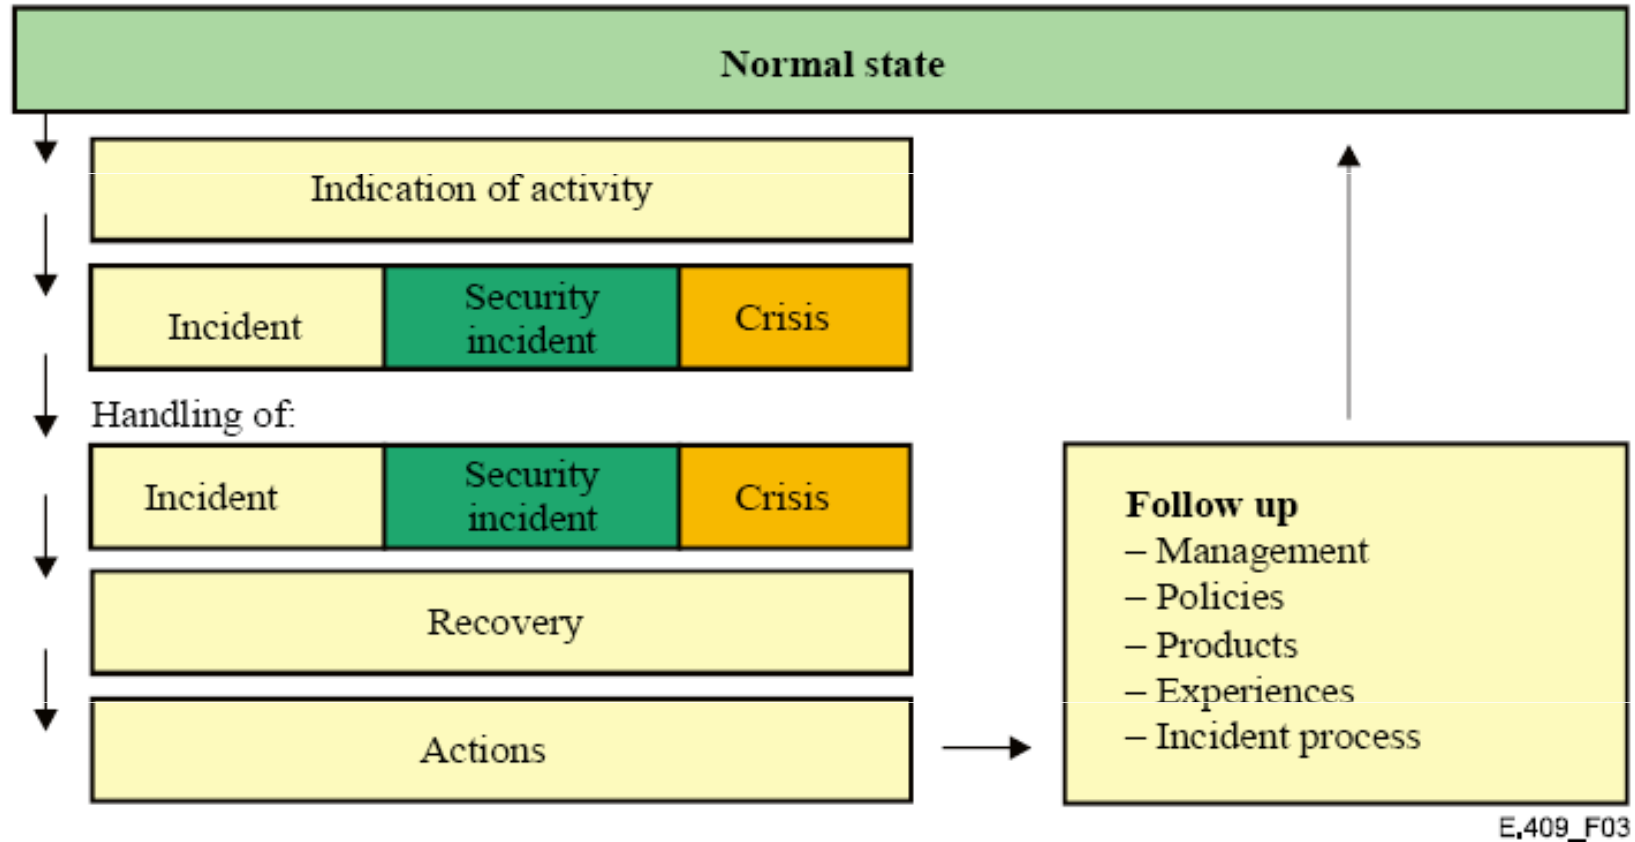 Normal state
Indication of activity
Incident
Security
incident
Crisis
Handling of:
Incident
Security
incident
Crisis
Recovery
Actions
Follow up
– Management
– Policies
– Products
– Experiences
– Incident process
E.409_F03